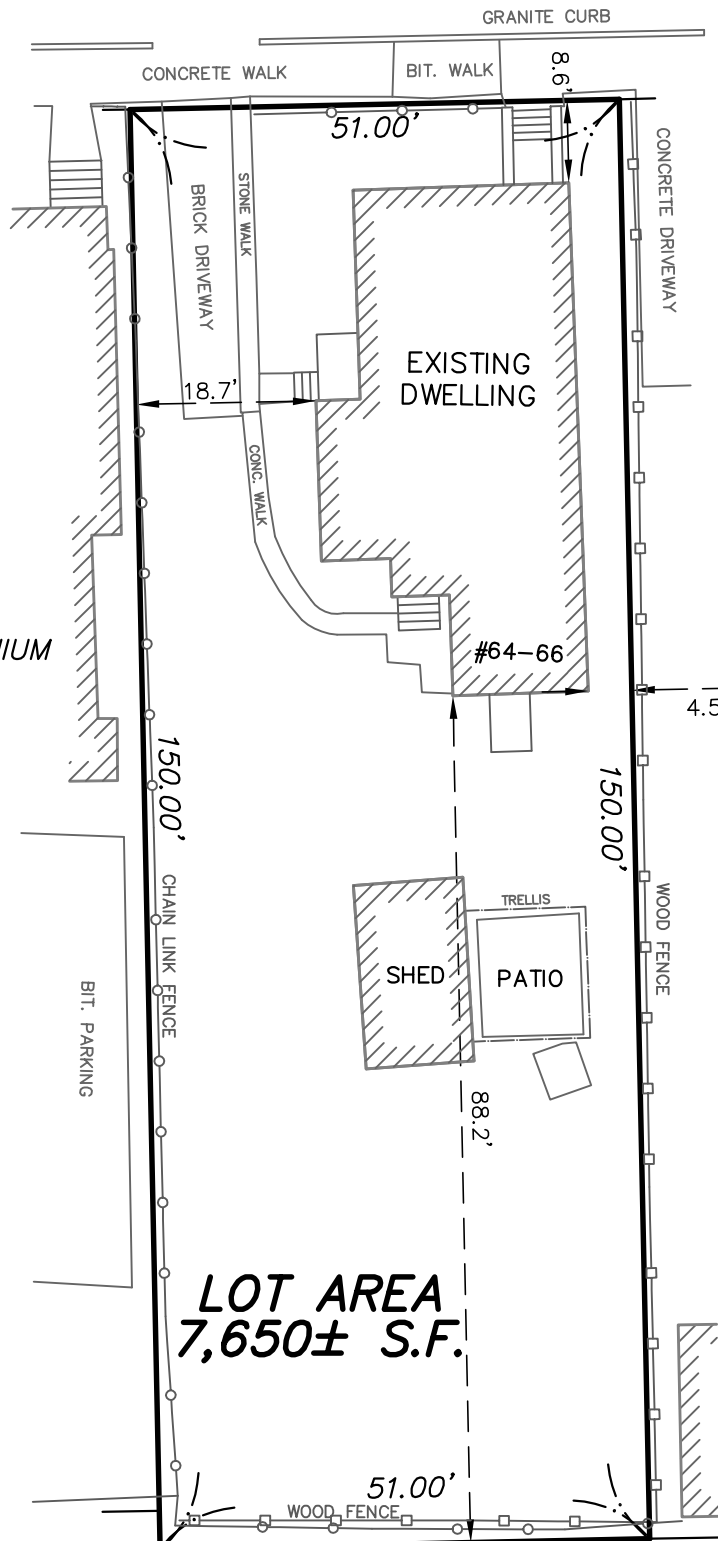 GRANITE CURB
CONCRETE WALK
BIT. WALK
8.6'
51.00'
CONCRETE DRIVEWAY
BRICK DRIVEWAY
STONE WALK
EXISTING
DWELLING
18.7'
CONC. WALK
#64-66
4.5
150.00'
150.00'
CHAIN LINK FENCE
TRELLIS
WOOD FENCE
SHED
PATIO
BIT. PARKING
88.2'
LOT AREA
7,650± S.F.
51.00'
WOOD FENCE